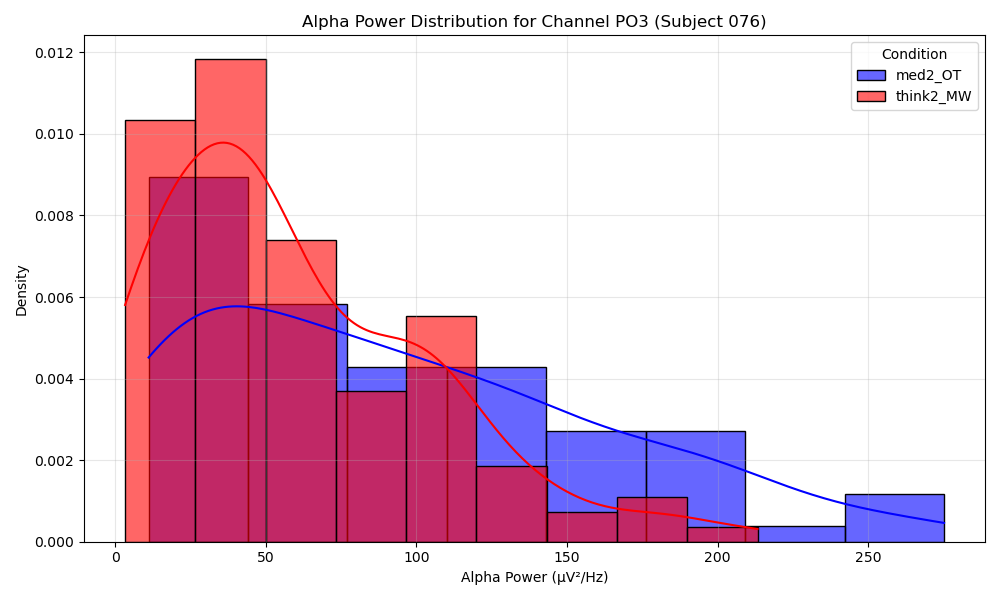 Alpha Power Distribution for Channel PO3 (Subject 076)
Condition
med2_OT
think2_MW
0.012
0.010
0.008
0.006
0.004
0.002
0.000
Density
0
50
100
150
200
250
Alpha Power (µV²/Hz)